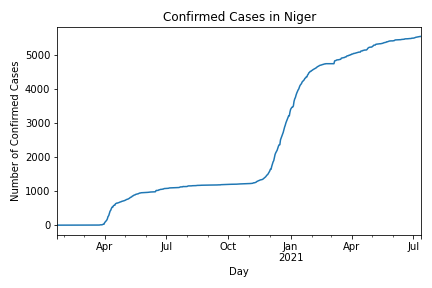 Confirmed Cases in Niger
Number of Confirmed Cases
5000
4000
3000
2000
1000
0
Apr
Jul
Oct
Jan
2021
Apr
Jul
Day